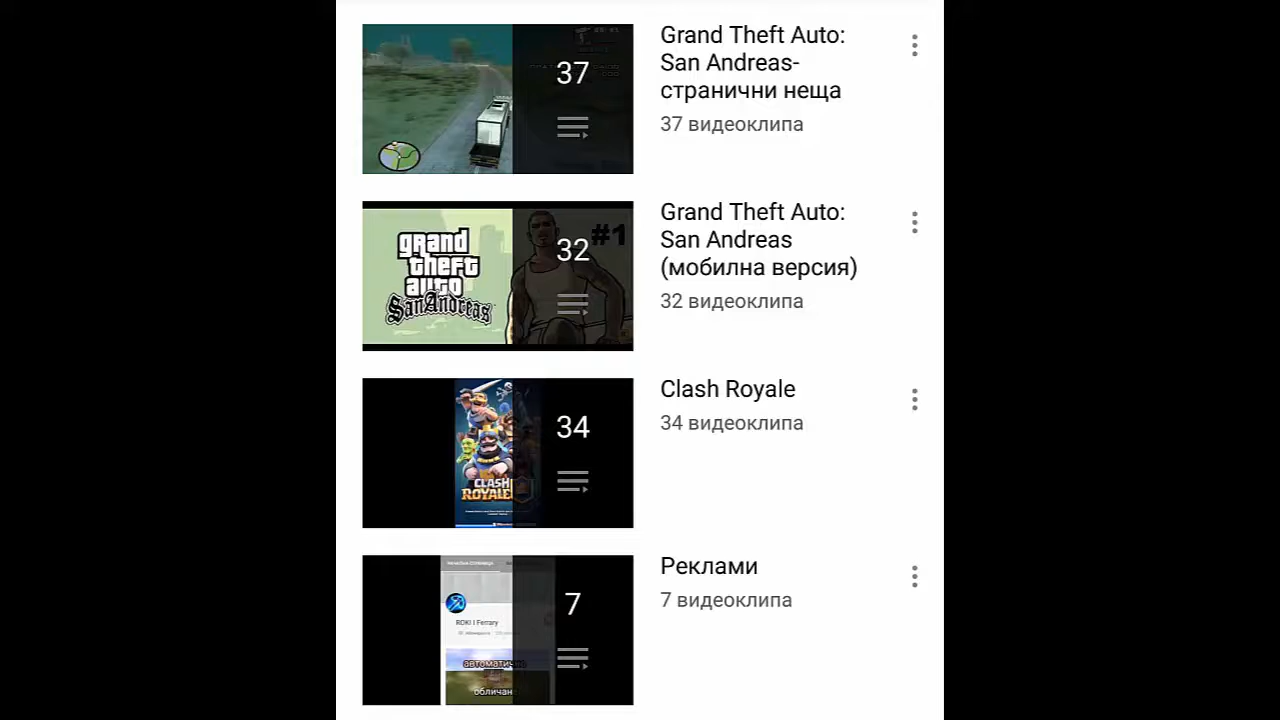 37
Grand Theft Auto:
San Andreas-
странични неща
37 видеоклипа
grand
theft
auto
San Andreas
#1
32
Grand Theft Auto:
San Andreas
(мобилна версия)
32 видеоклипа
CLASH
ROYALE
34
Clash Royale
34 видеоклипа
ROKI I Ferrary
автоматично
обличан
7
Реклами
7 видеоклипа